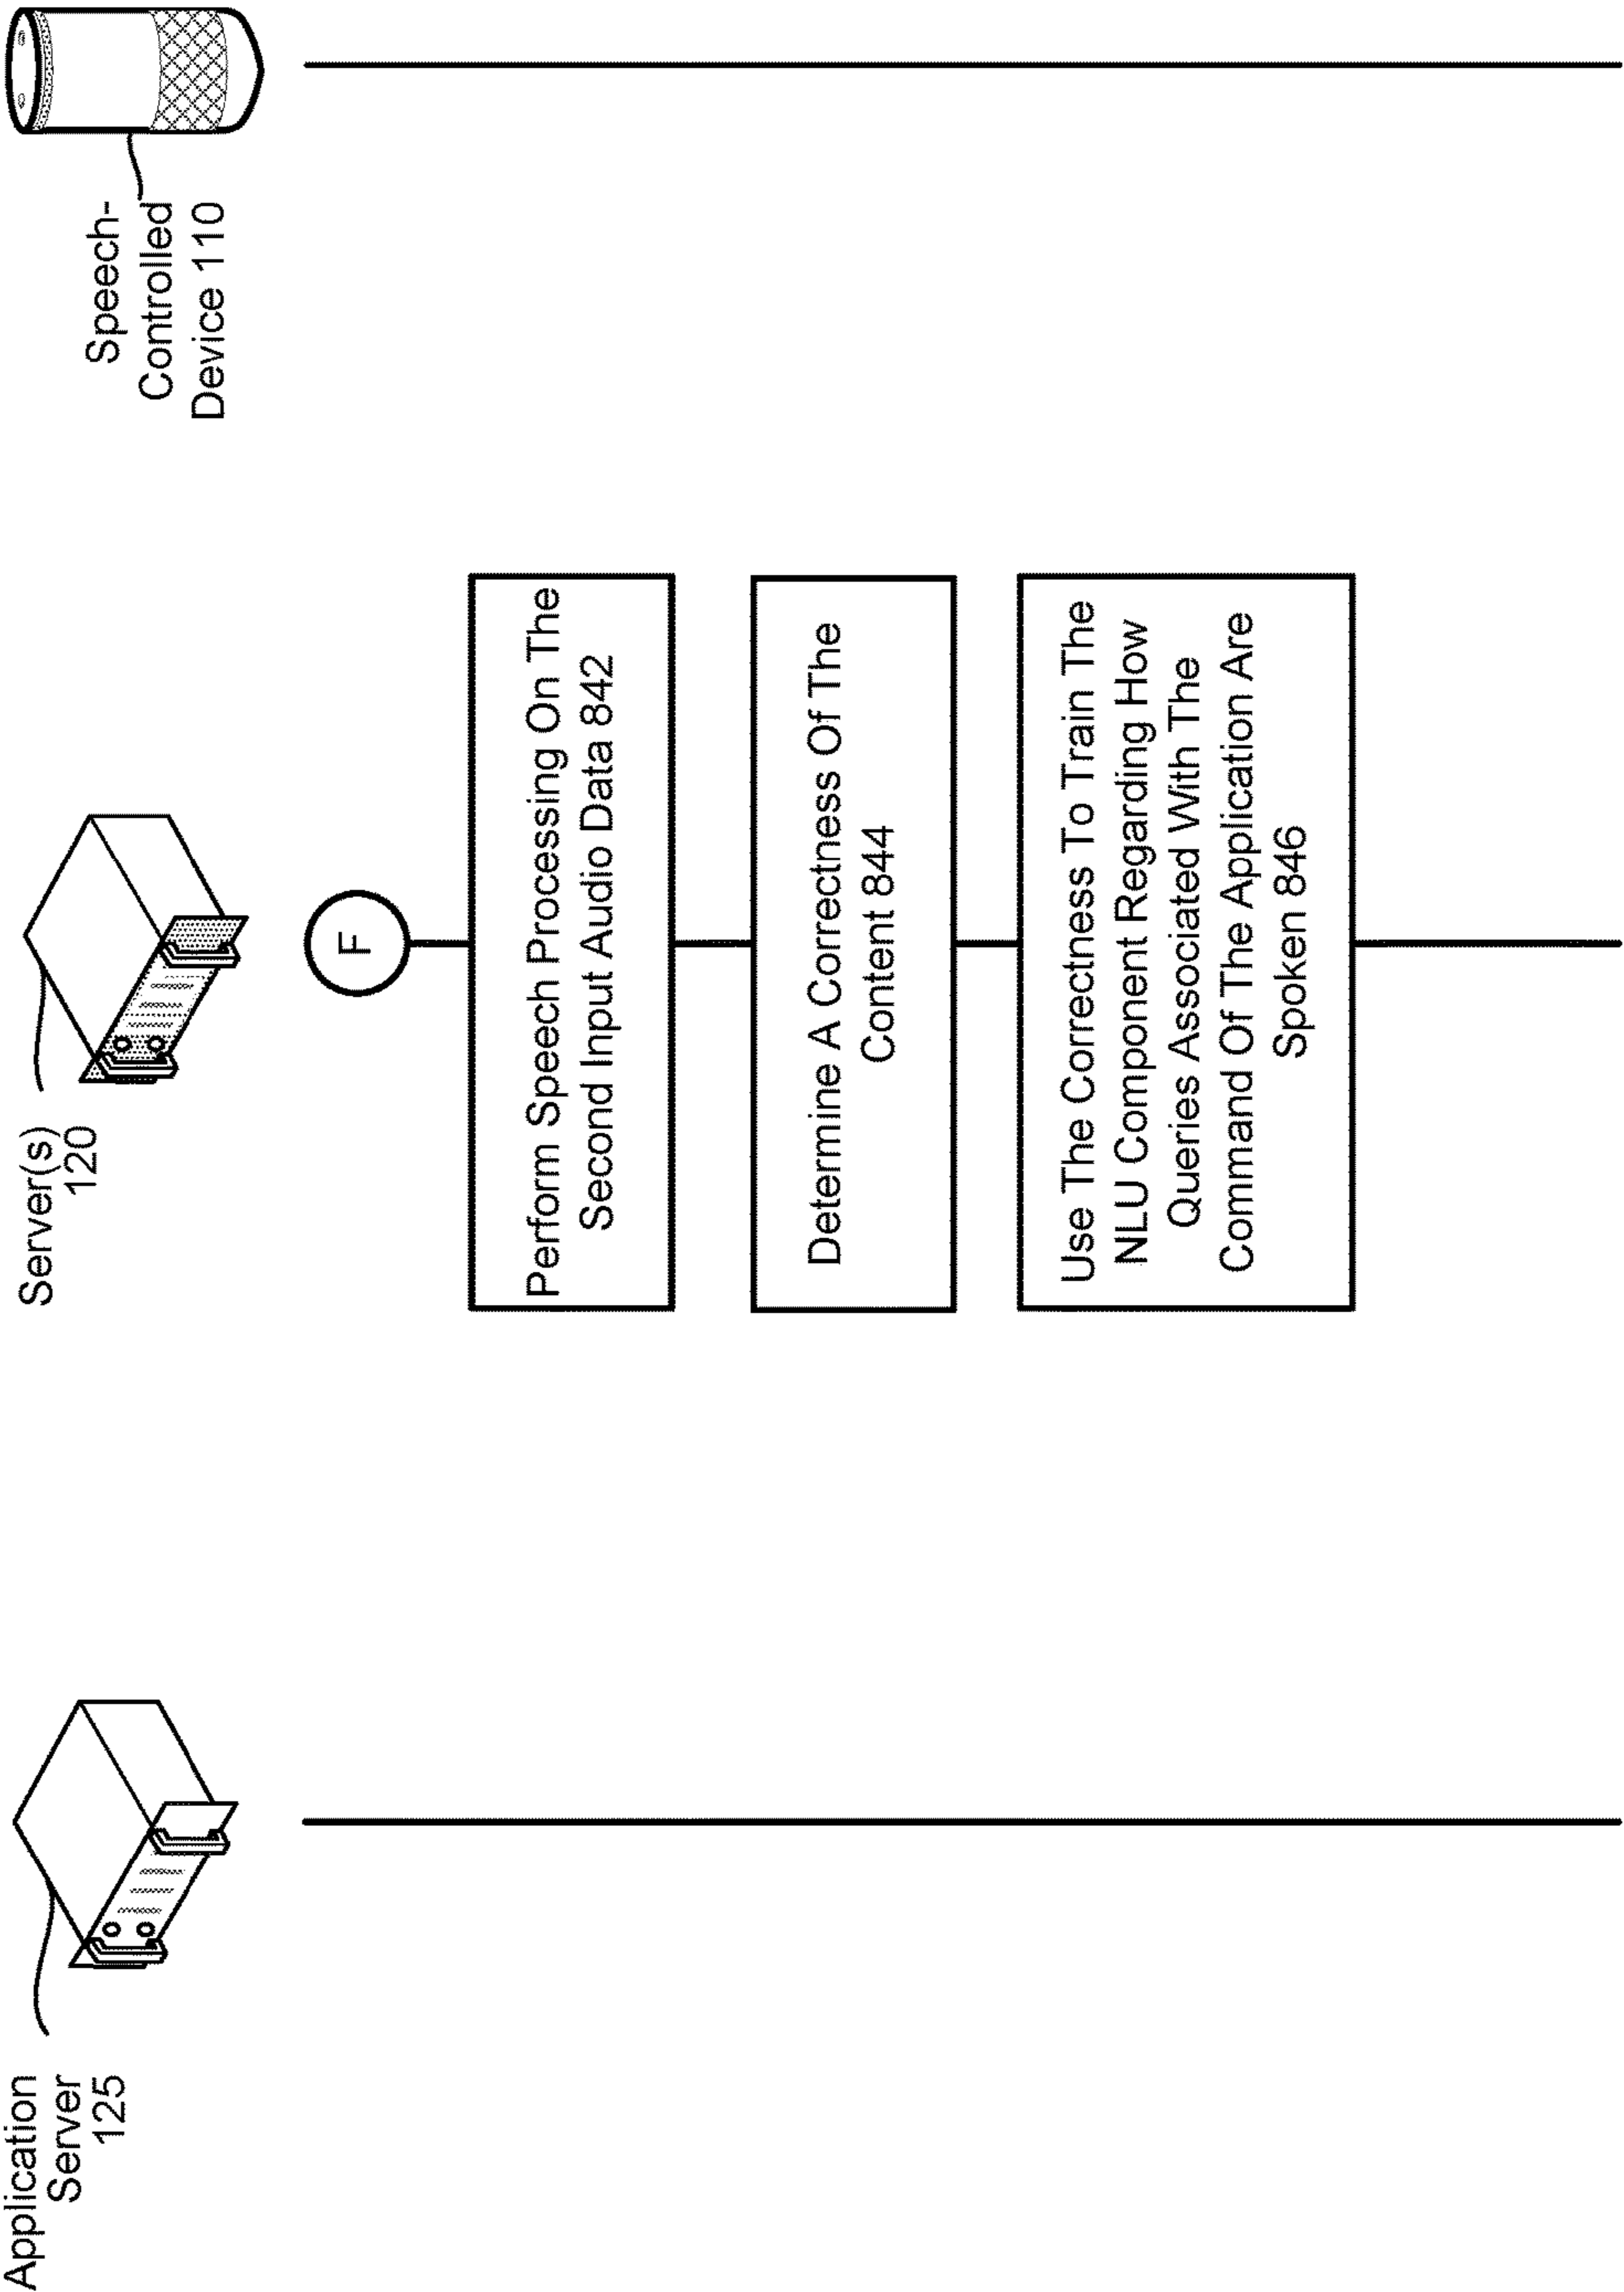 Application
Server
125
Server(s)
120
Speech-
Controlled
Device 110
F
Perform Speech Processing On The
Second Input Audio Data 842
Determine A Correctness Of The
Content 844
Use The Correctness To Train The
NLU Component Regarding How
Queries Associated With The
Command Of The Application Are
Spoken 846